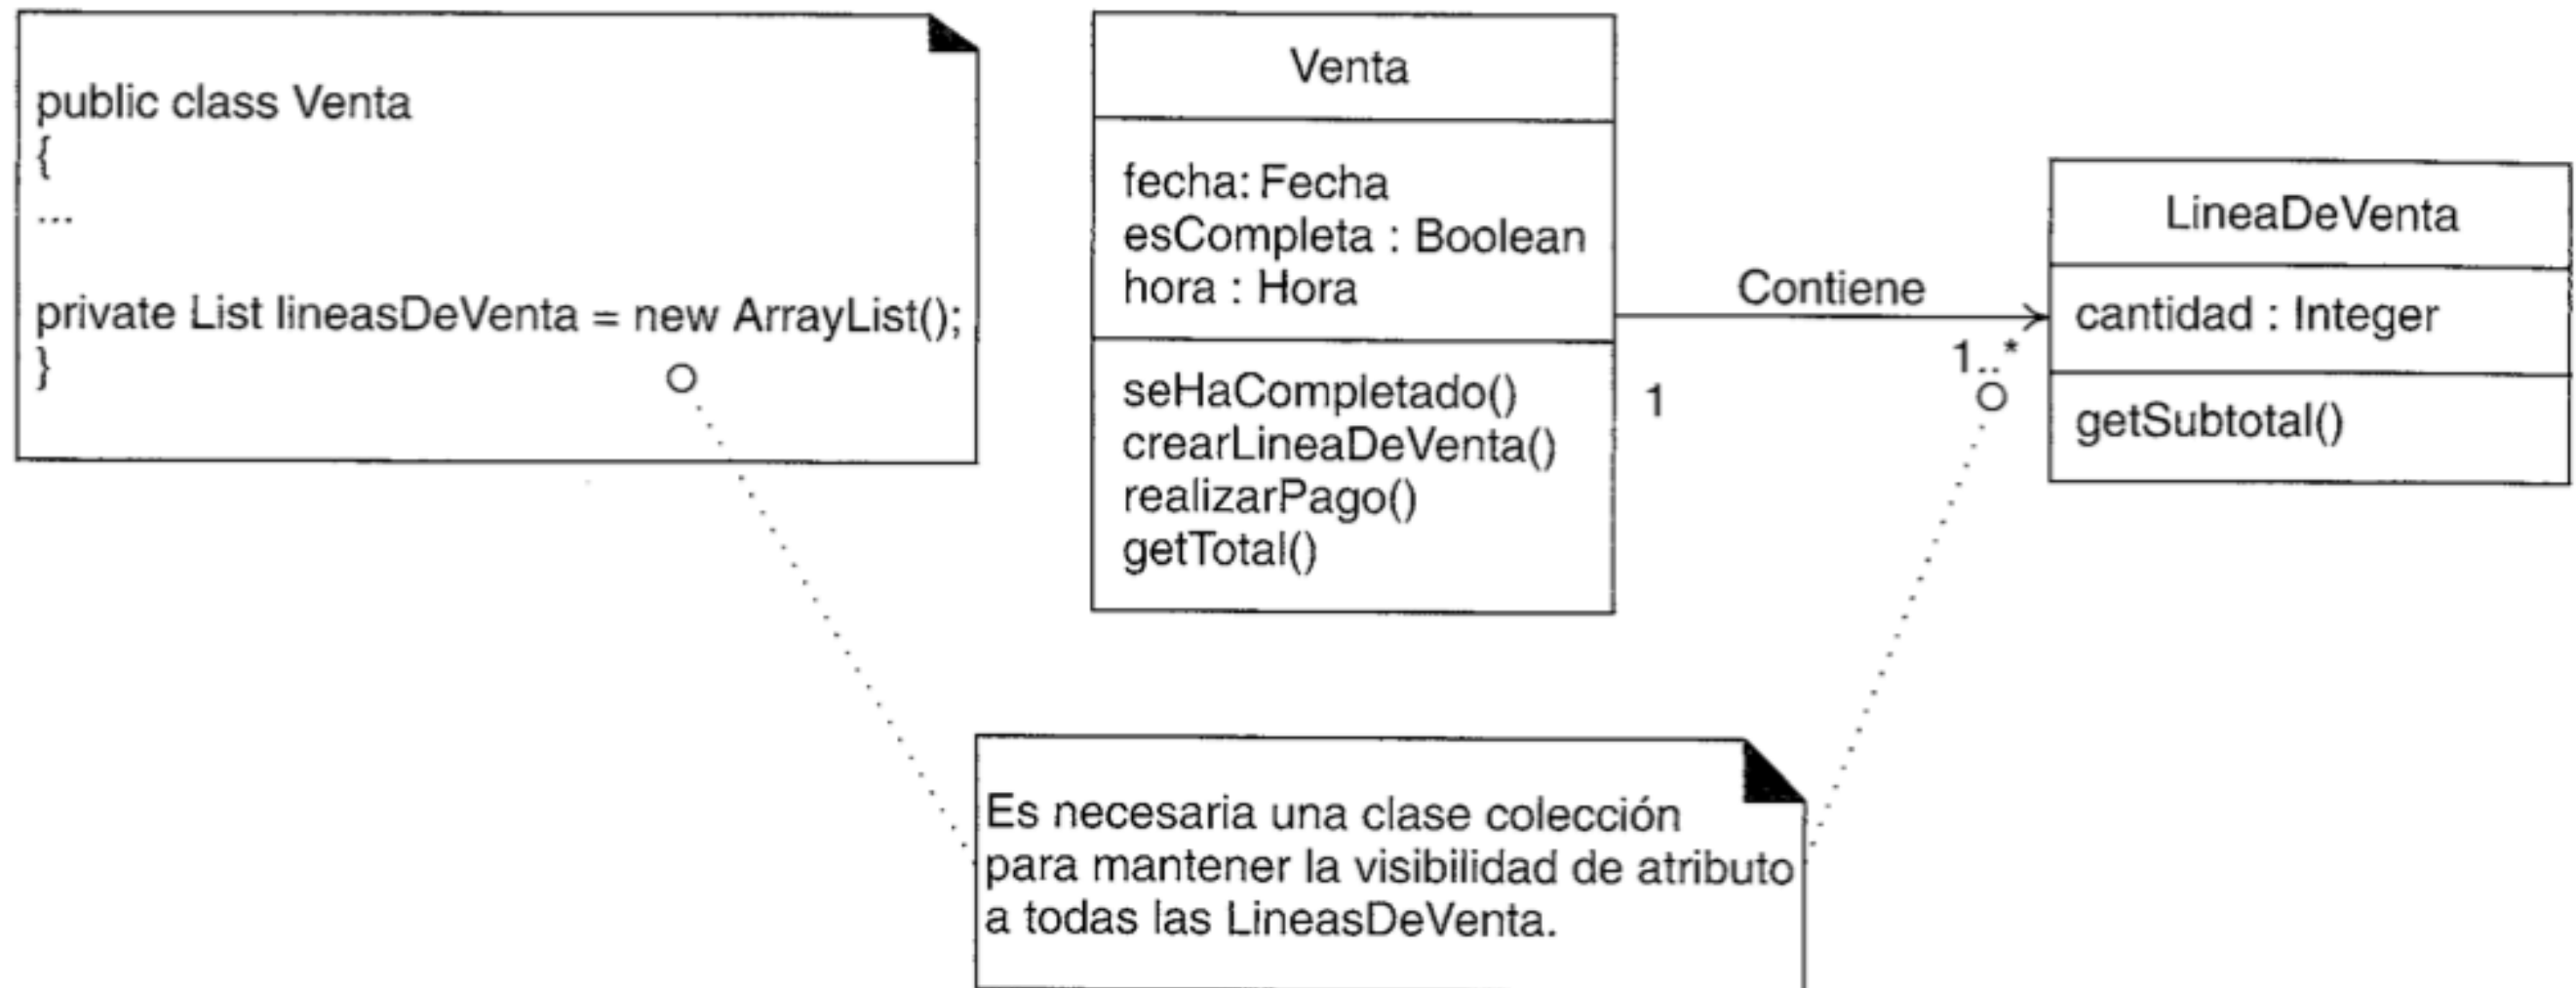 public class Venta
{
...
private List lineasDeVenta = new ArrayList();
}
Venta
fecha: Fecha
esCompleta : Boolean
hora : Hora
seHaCompletado()
crearLineaDeVenta()
realizarPago()
getTotal()
Contiene
1
1..*
LineaDeVenta
cantidad : Integer
getSubtotal()
Es necesaria una clase colección
para mantener la visibilidad de atributo
a todas las LineasDeVenta.